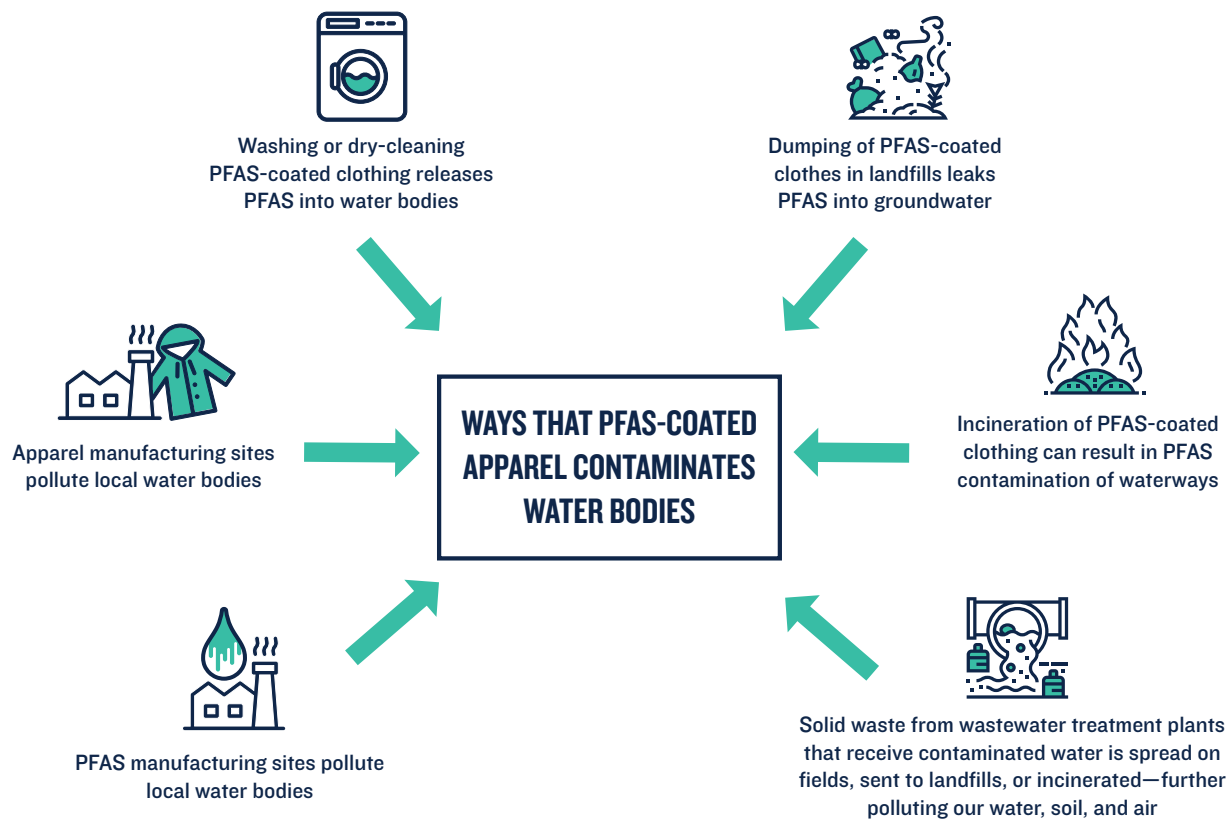 Washing or dry-cleaning
PFAS-coated clothing releases
PFAS into water bodies
Dumping of PFAS-coated
clothes in landfills leaks
PFAS into groundwater
Apparel manufacturing sites
pollute local water bodies
WAYS THAT PFAS-COATED
APPAREL CONTAMINATES
WATER BODIES
Incineration of PFAS-coated
clothing can result in PFAS
contamination of waterways
PFAS manufacturing sites pollute
local water bodies
Solid waste from wastewater treatment plants
that receive contaminated water is spread on
fields, sent to landfills, or incinerated—further
polluting our water, soil, and air